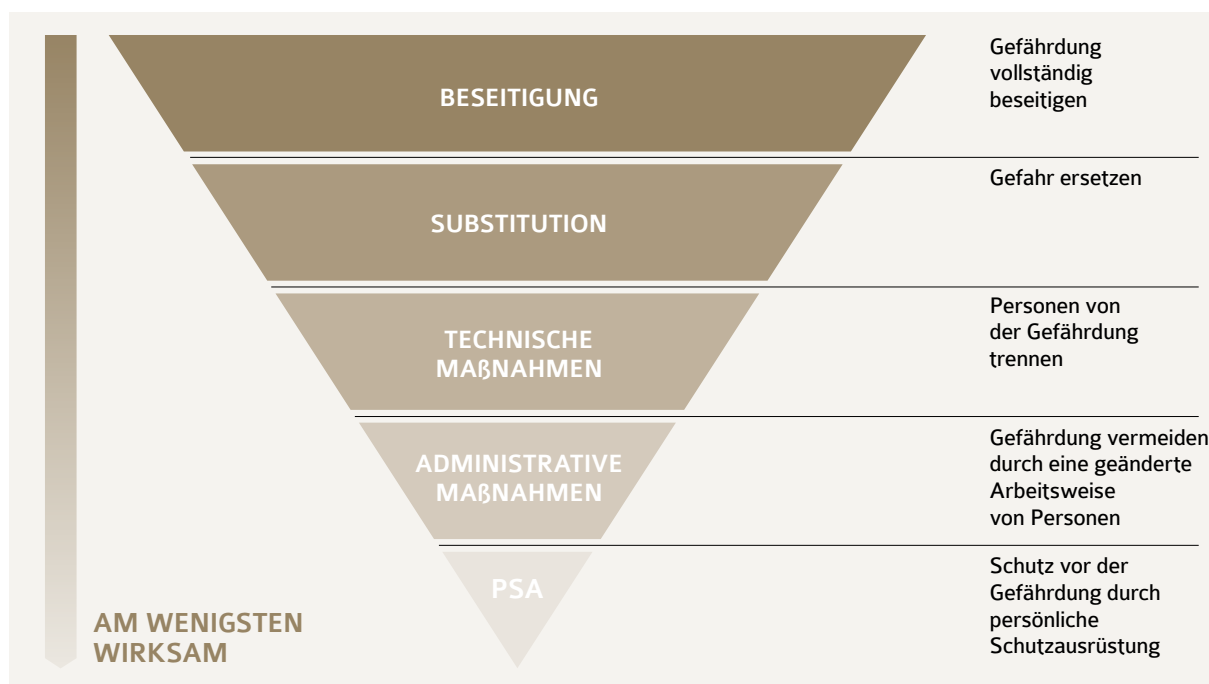 BESEITIGUNG
Gefährdung
vollständig
beseitigen
SUBSTITUTION
Gefahr ersetzen
TECHNISCHE
MAßNAHMEN
Personen von
der Gefährdung
trennen
ADMINISTRATIVE
MAßNAHMEN
Gefährdung vermeiden
durch eine geänderte
Arbeitsweise
von Personen
PSA
Schutz vor der
Gefährdung durch
persönliche
Schutzausrüstung
AM WENIGSTEN
WIRKSAM